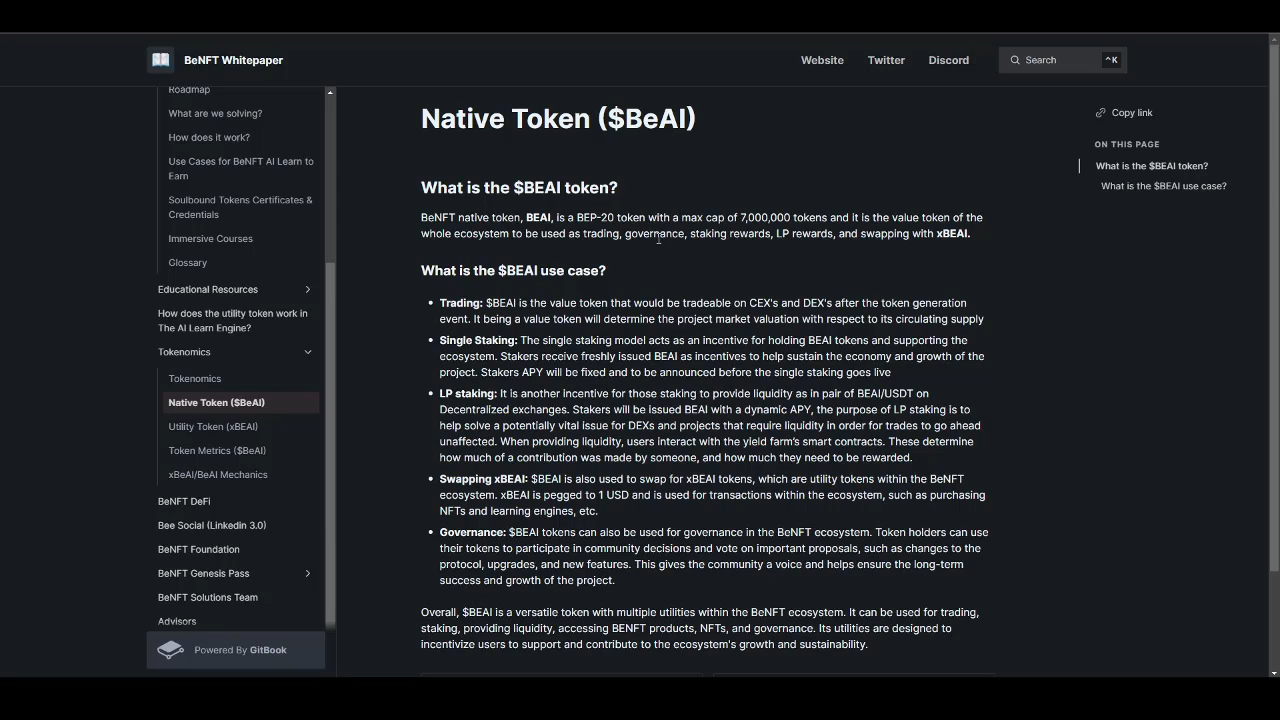 BeNFT Whitepaper
Website
Twitter
Discord
Search
^K
Roadmap
What are we solving?
How does it work?
Use Cases for BeNFT AI Learn to
Earn
Soulbound Tokens Certificates &
Credentials
Immersive Courses
Glossary
Educational Resources
How does the utility token work in
The AI Learn Engine?
Tokenomics
Tokenomics
Native Token ($BeAI)
Utility Token (xBEAI)
Token Metrics ($BeAI)
xBeAI/BeAI Mechanics
BeNFT DeFi
Bee Social (Linkedin 3.0)
BeNFT Foundation
BeNFT Genesis Pass
BeNFT Solutions Team
Advisors
Powered By GitBook
Native Token ($BeAI)
What is the $BEAI token?
BeNFT native token, BEAI, is a BEP-20 token with a max cap of 7,000,000 tokens and it is the value token of the
whole ecosystem to be used as trading, governance, staking rewards, LP rewards, and swapping with xBEAI.
What is the $BEAI use case?
• Trading: $BEAI is the value token that would be tradeable on CEX's and DEX's after the token generation
event. It being a value token will determine the project market valuation with respect to its circulating supply
• Single Staking: The single staking model acts as an incentive for holding BEAI tokens and supporting the
ecosystem. Stakers receive freshly issued BEAI as incentives to help sustain the economy and growth of the
project. Stakers APY will be fixed and to be announced before the single staking goes live
• LP staking: It is another incentive for those staking to provide liquidity as in pair of BEAI/USDT on
Decentralized exchanges. Stakers will be issued BEAI with a dynamic APY, the purpose of LP staking is to
help solve a potentially vital issue for DEXs and projects that require liquidity in order for trades to go ahead
unaffected. When providing liquidity, users interact with the yield farm's smart contracts. These determine
how much of a contribution was made by someone, and how much they need to be rewarded.
• Swapping xBEAI: $BEAI is also used to swap for xBEAI tokens, which are utility tokens within the BeNFT
ecosystem. xBEAI is pegged to 1 USD and is used for transactions within the ecosystem, such as purchasing
NFTs and learning engines, etc.
• Governance: $BEAI tokens can also be used for governance in the BeNFT ecosystem. Token holders can use
their tokens to participate in community decisions and vote on important proposals, such as changes to the
protocol, upgrades, and new features. This gives the community a voice and helps ensure the long-term
success and growth of the project.
Overall, $BEAI is a versatile token with multiple utilities within the BeNFT ecosystem. It can be used for trading,
staking, providing liquidity, accessing BENFT products, NFTs, and governance. Its utilities are designed to
incentivize users to support and contribute to the ecosystem's growth and sustainability.
Copy link
ON THIS PAGE
What is the $BEAI token?
What is the $BEAI use case?